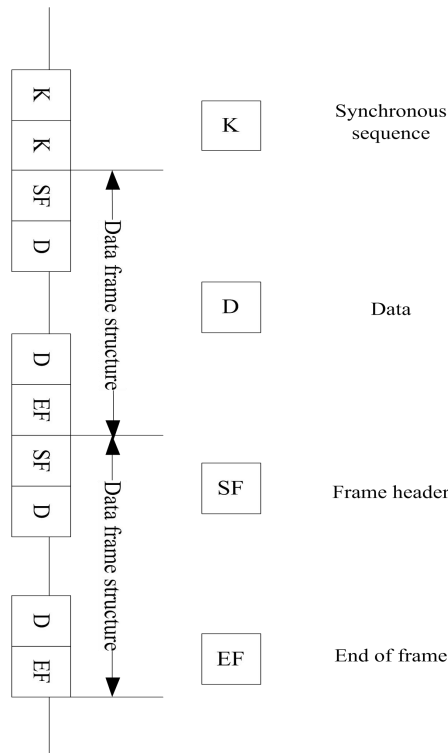 K
K
SF
D
D
EF
SF
D
D
EF
Data frame structure
Data frame structure
K
Synchronous
sequence
D
Data
SF
Frame header
EF
End of frame